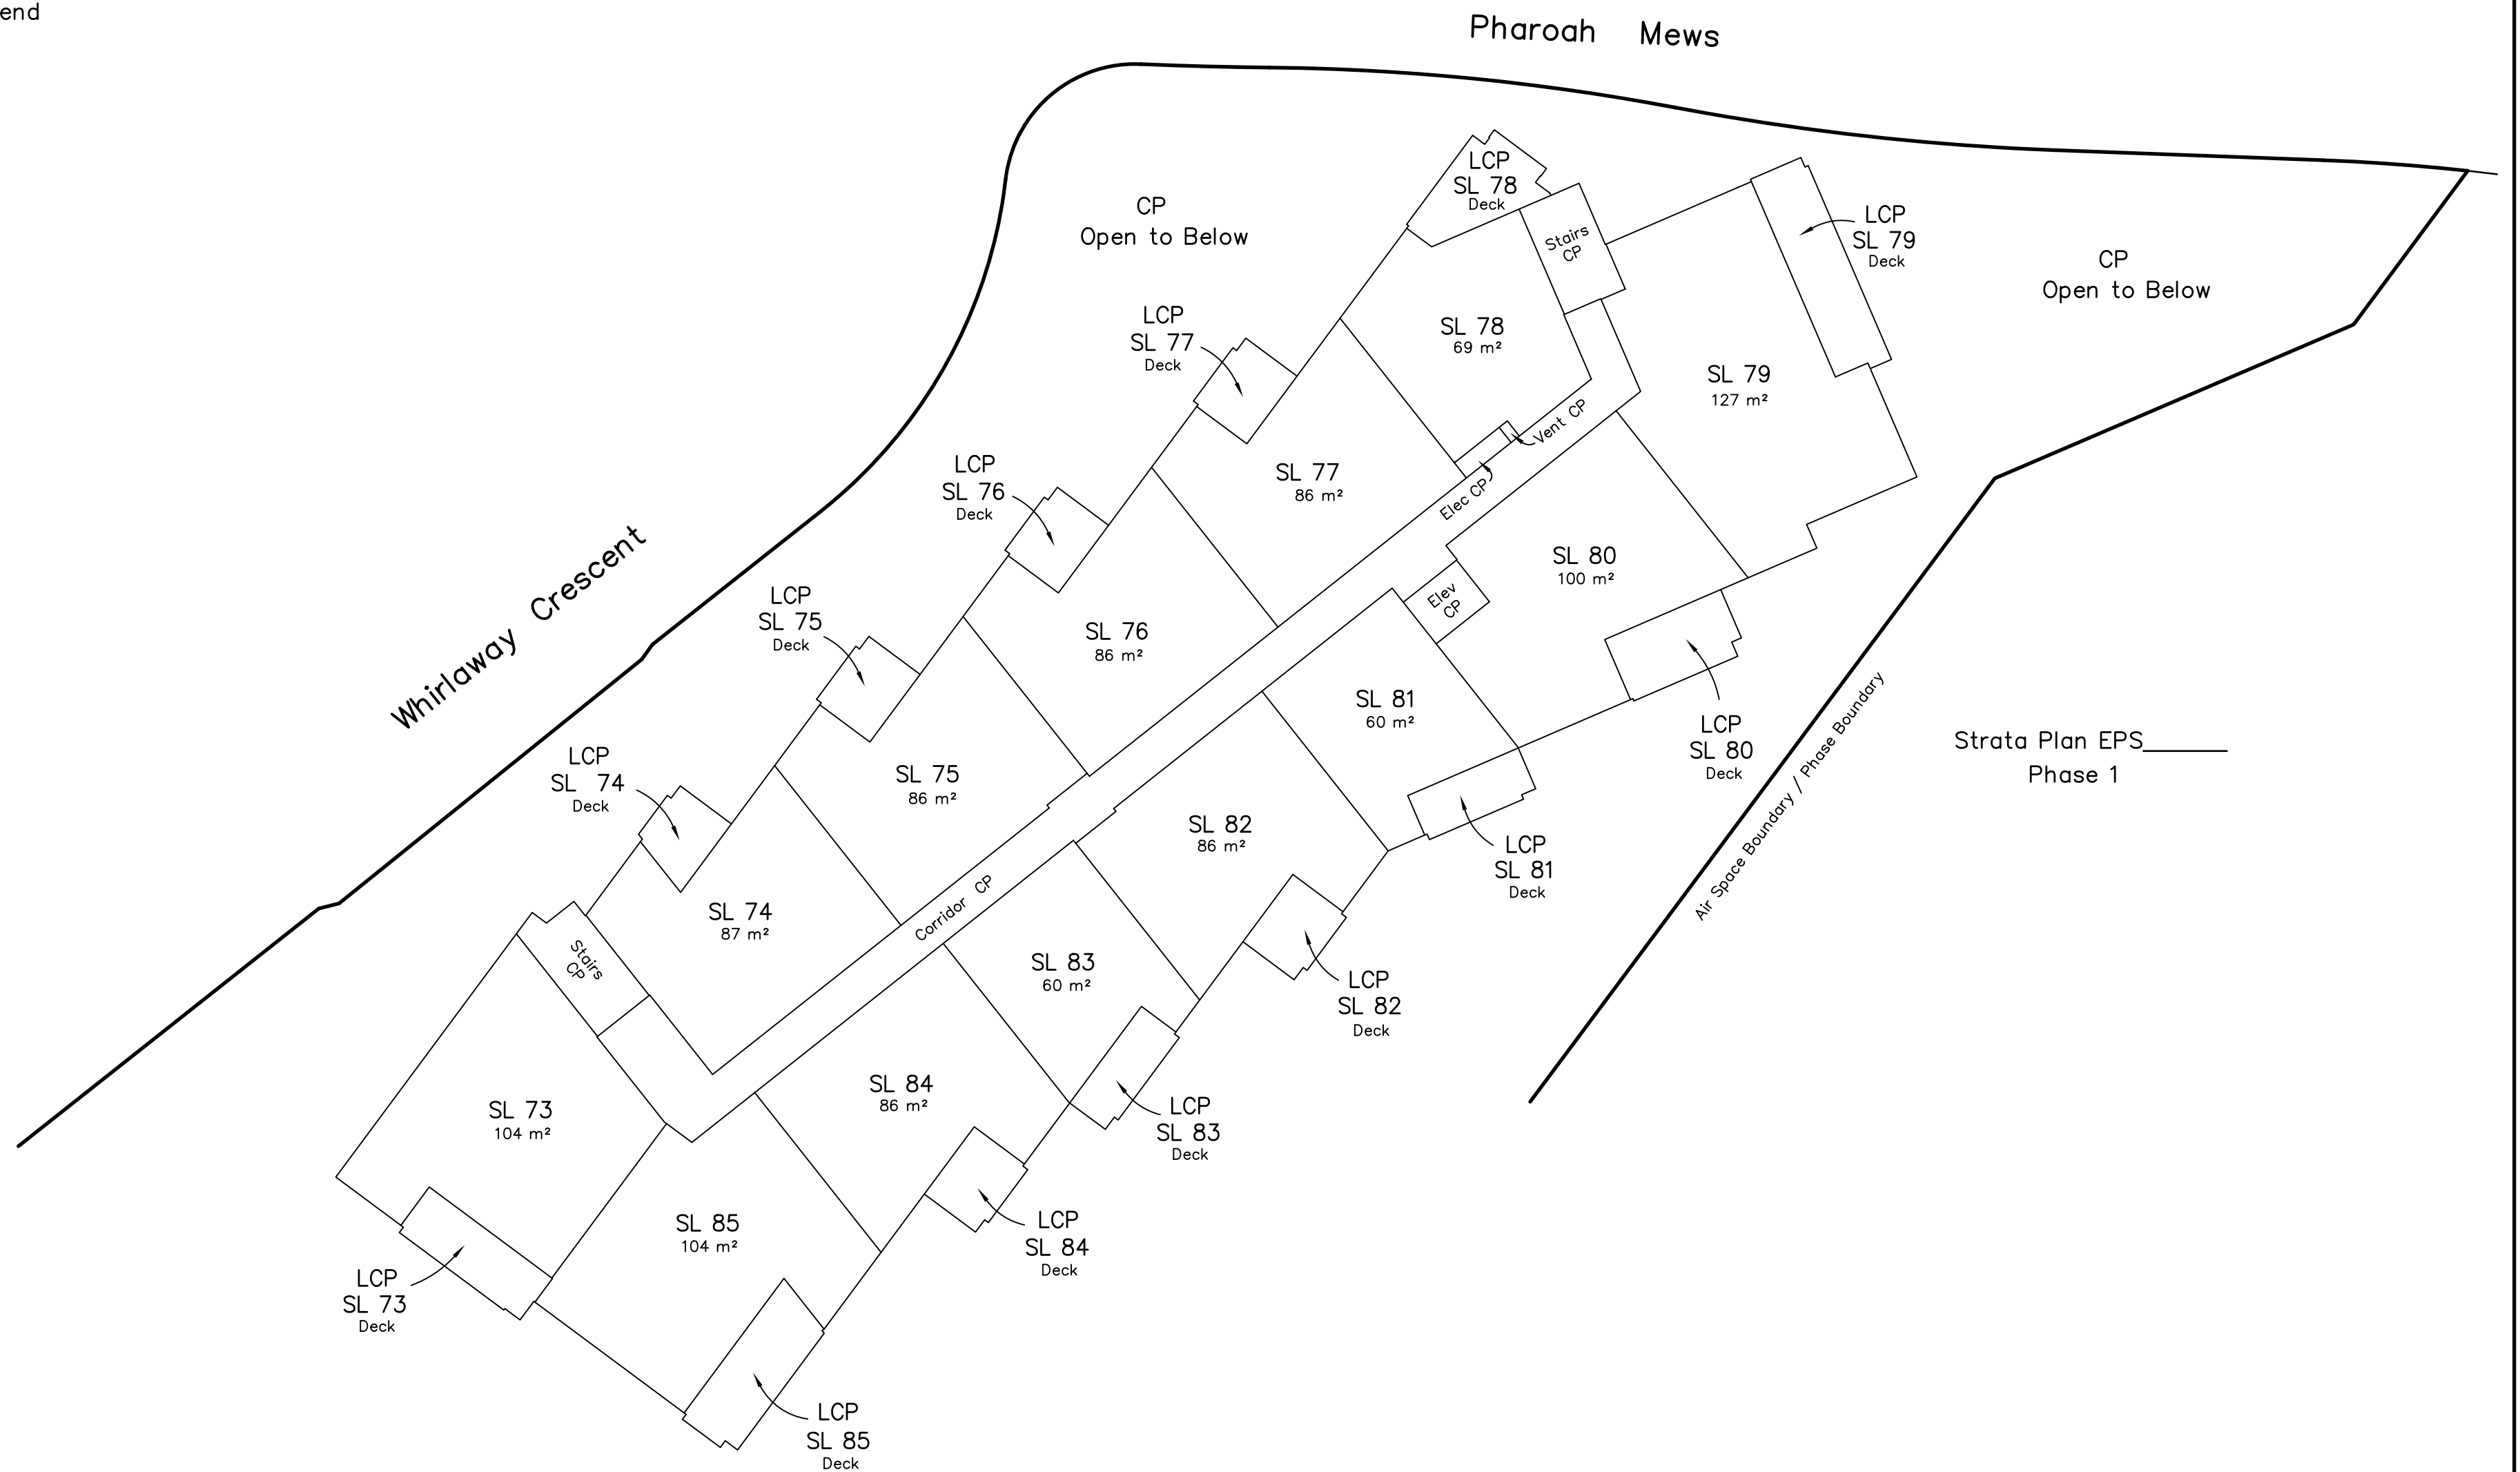 end
Pharoah Mews
LCP
SL 78
Deck
CP
Open to Below
Stairs
CP
LCP
SL 79
Deck
CP
Open to Below
LCP
SL 77
Deck
SL 78
69 m²
SL 79
127 m²
Vent CP
LCP
SL 76
Deck
SL 77
86 m²
Elec CP
Whirlaway Crescent
SL 80
100 m²
Elev
CP
LCP
SL 75
Deck
SL 76
86 m²
SL 81
60 m²
LCP
SL 80
Deck
Air Space Boundary / Phase Boundary
Strata Plan EPS______
Phase 1
LCP
SL 74
Deck
SL 75
86 m²
SL 82
86 m²
LCP
SL 81
Deck
Corridor CP
SL 74
87 m²
Stairs
CP
SL 83
60 m²
LCP
SL 82
Deck
SL 73
104 m²
SL 84
86 m²
LCP
SL 83
Deck
SL 85
104 m²
LCP
SL 84
Deck
LCP
SL 73
Deck
LCP
SL 85
Deck